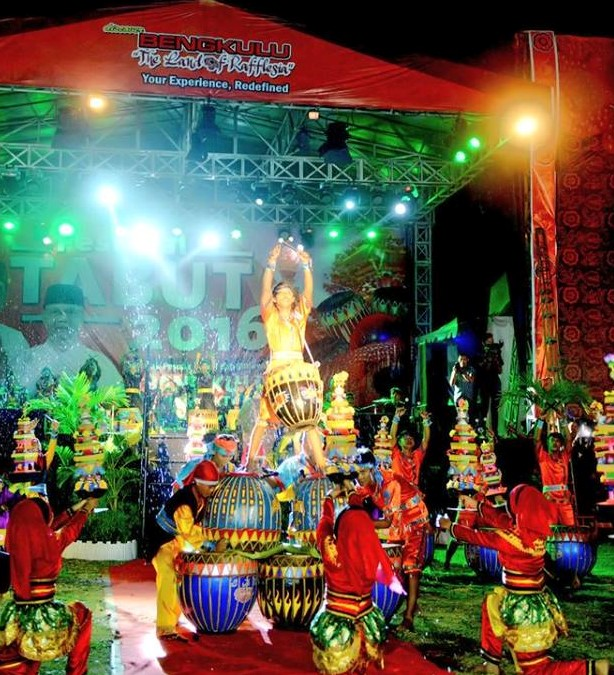 BENGKULU
"The Land Of Rafflesia"
Your Experience, Redefined
TABUT
2016